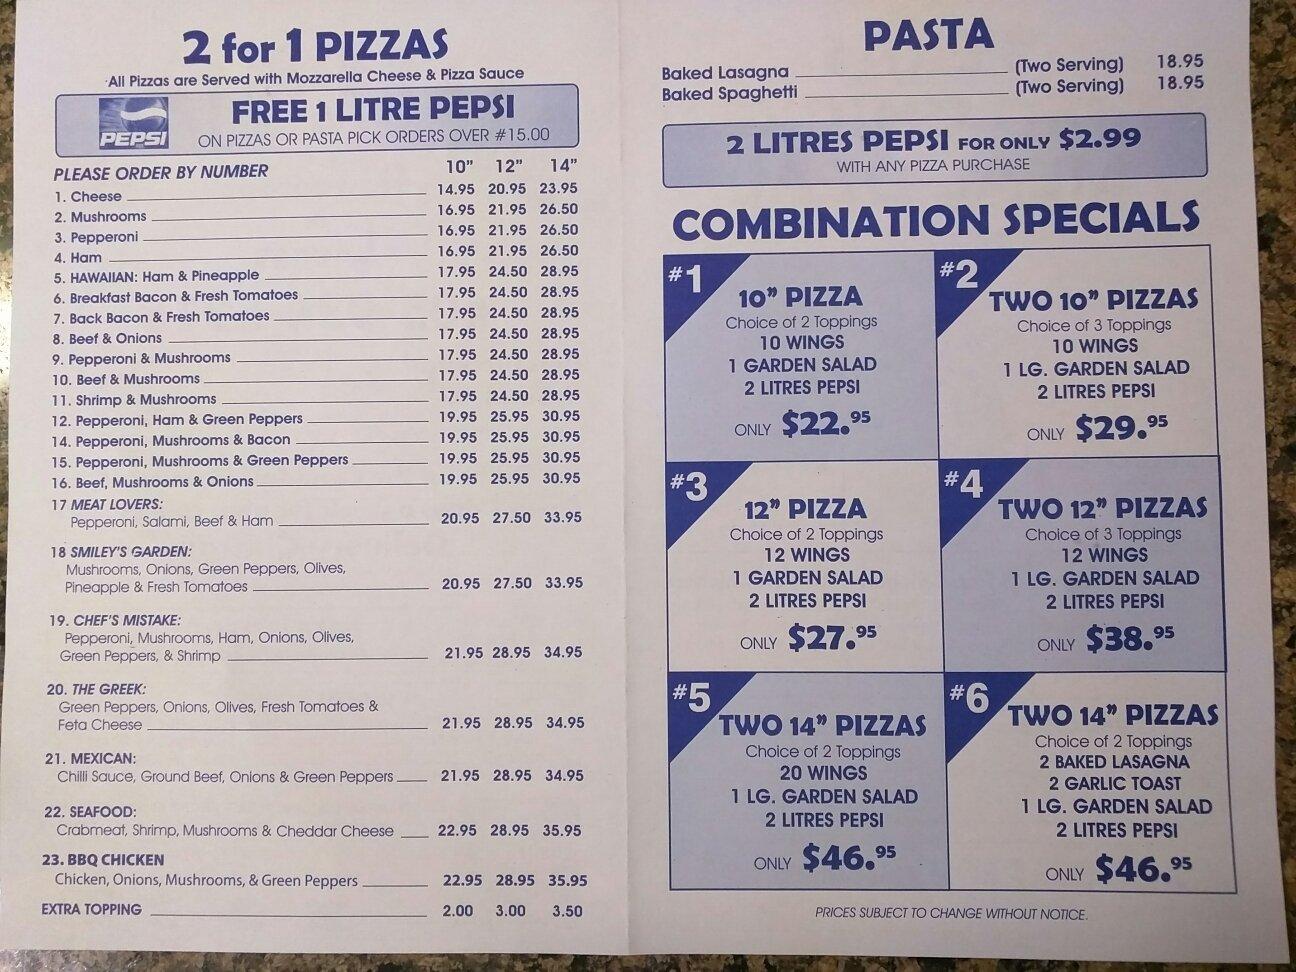 2 for 1 PIZZAS
All Pizzas are Served with Mozzarella Cheese & Pizza Sauce
PEPSI
FREE 1 LITRE PEPSI
ON PIZZAS OR PASTA PICK ORDERS OVER #15.00
PLEASE ORDER BY NUMBER 10” 12” 14”
1. Cheese 14.95 20.95 23.95
2. Mushrooms 16.95 21.95 26.50
3. Pepperoni 16.95 21.95 26.50
4. Ham 16.95 21.95 26.50
5. HAWAIIAN: Ham & Pineapple 17.95 24.50 28.95
6. Breakfast Bacon & Fresh Tomatoes 17.95 24.50 28.95
7. Back Bacon & Fresh Tomatoes 17.95 24.50 28.95
8. Beef & Onions 17.95 24.50 28.95
9. Pepperoni & Mushrooms 17.95 24.50 28.95
10. Beef & Mushrooms 17.95 24.50 28.95
11. Shrimp & Mushrooms 17.95 24.50 28.95
12. Pepperoni, Ham & Green Peppers 19.95 25.95 30.95
14. Pepperoni, Mushrooms & Bacon 19.95 25.95 30.95
15. Pepperoni, Mushrooms & Green Peppers 19.95 25.95 30.95
16. Beef, Mushrooms & Onions 19.95 25.95 30.95
17 MEAT LOVERS:
Pepperoni, Salami, Beef & Ham 20.95 27.50 33.95
18 SMILEY'S GARDEN:
Mushrooms, Onions, Green Peppers, Olives,
Pineapple & Fresh Tomatoes 20.95 27.50 33.95
19. CHEF'S MISTAKE:
Pepperoni, Mushrooms, Ham, Onions, Olives,
Green Peppers, & Shrimp 21.95 28.95 34.95
20. THE GREEK:
Green Peppers, Onions, Olives, Fresh Tomatoes &
Feta Cheese 21.95 28.95 34.95
21. MEXICAN:
Chilli Sauce, Ground Beef, Onions & Green Peppers 21.95 28.95 34.95
22. SEAFOOD:
Crabmeat, Shrimp, Mushrooms & Cheddar Cheese 22.95 28.95 35.95
23. BBQ CHICKEN
Chicken, Onions, Mushrooms, & Green Peppers 22.95 28.95 35.95
EXTRA TOPPING 2.00 3.00 3.50
PASTA
Baked Lasagna (Two Serving) 18.95
Baked Spaghetti (Two Serving) 18.95
2 LITRES PEPSI FOR ONLY $2.99
WITH ANY PIZZA PURCHASE
COMBINATION SPECIALS
#1
10” PIZZA
Choice of 2 Toppings
10 WINGS
1 GARDEN SALAD
2 LITRES PEPSI
ONLY $22.95
#2
TWO 10” PIZZAS
Choice of 3 Toppings
10 WINGS
1 LG. GARDEN SALAD
2 LITRES PEPSI
ONLY $29.95
#3
12” PIZZA
Choice of 2 Toppings
12 WINGS
1 GARDEN SALAD
2 LITRES PEPSI
ONLY $27.95
#4
TWO 12” PIZZAS
Choice of 3 Toppings
12 WINGS
1 LG. GARDEN SALAD
2 LITRES PEPSI
ONLY $38.95
#5
TWO 14” PIZZAS
Choice of 2 Toppings
20 WINGS
1 LG. GARDEN SALAD
2 LITRES PEPSI
ONLY $46.95
#6
TWO 14” PIZZAS
Choice of 2 Toppings
2 BAKED LASAGNA
2 GARLIC TOAST
1 LG. GARDEN SALAD
2 LITRES PEPSI
ONLY $46.95
PRICES SUBJECT TO CHANGE WITHOUT NOTICE.